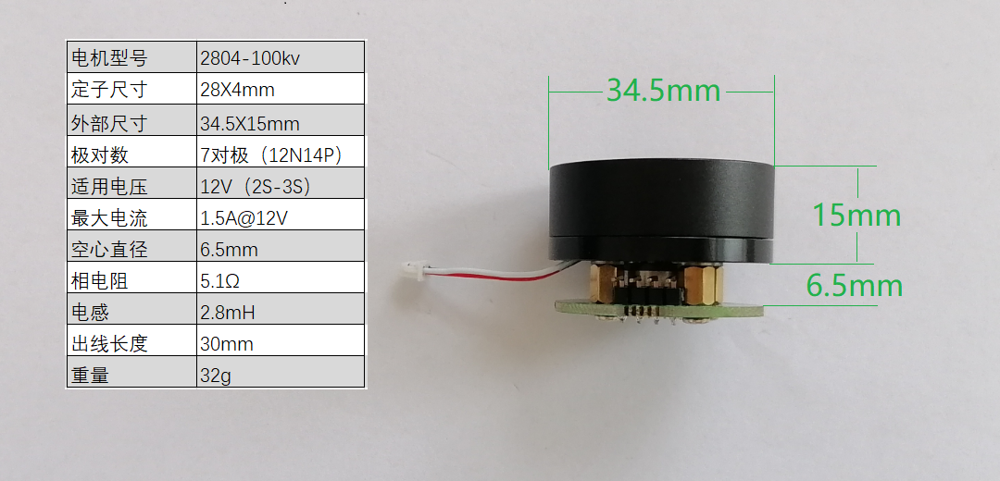 电机型号 2804-100kv
定子尺寸 28X4mm
外部尺寸 34.5X15mm
极对数 7对极（12N14P）
适用电压 12V（2S-3S）
最大电流 1.5A@12V
空心直径 6.5mm
相电阻 5.1Ω
电感 2.8mH
出线长度 30mm
重量 32g
34.5mm
15mm
6.5mm